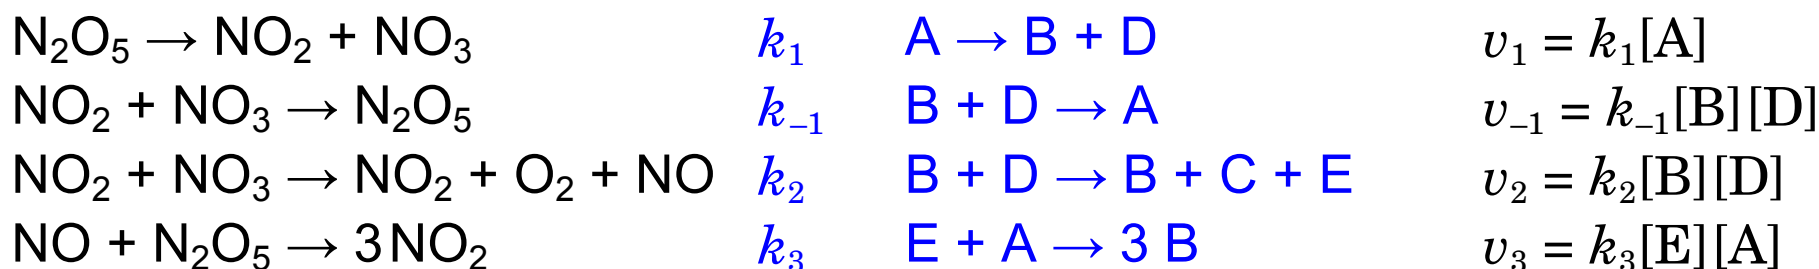 N₂O₅ → NO₂ + NO₃ k₁ A → B + D v₁ = k₁[A]
NO₂ + NO₃ → N₂O₅ k₋₁ B + D → A v₋₁ = k₋₁[B][D]
NO₂ + NO₃ → NO₂ + O₂ + NO k₂ B + D → B + C + E v₂ = k₂[B][D]
NO + N₂O₅ → 3 NO₂ k₃ E + A → 3 B v₃ = k₃[E][A]